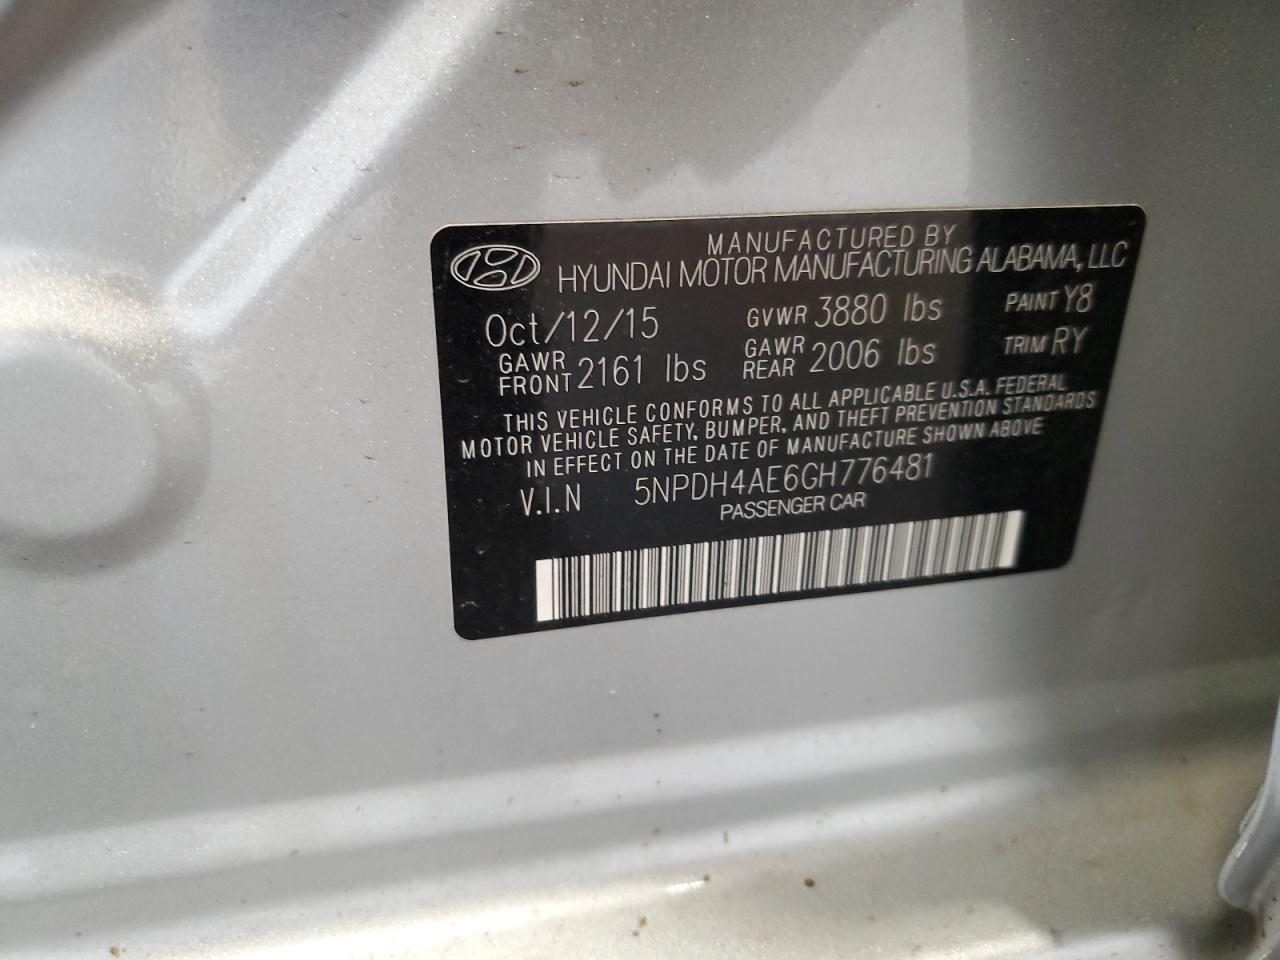 MANUFACTURED BY
HYUNDAI MOTOR MANUFACTURING ALABAMA, LLC
Oct/12/15 GVWR 3880 lbs PAINT Y8
GAWR FRONT 2161 lbs GAWR REAR 2006 lbs TRIM RY
THIS VEHICLE CONFORMS TO ALL APPLICABLE U.S.A. FEDERAL
MOTOR VEHICLE SAFETY, BUMPER, AND THEFT PREVENTION STANDARDS
IN EFFECT ON THE DATE OF MANUFACTURE SHOWN ABOVE
V.I.N 5NPDH4AE6GH776481
PASSENGER CAR